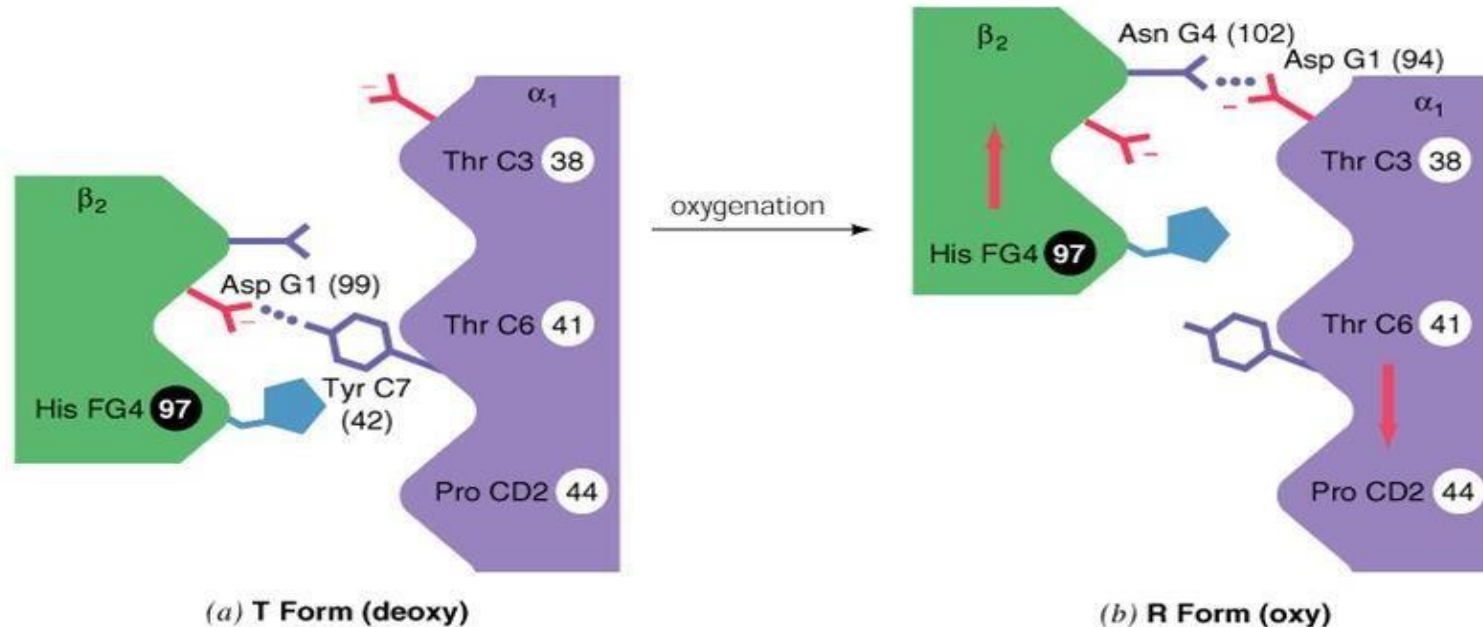 β2
Asp G1 (99)
His FG4 97
Tyr C7
(42)
α1
Thr C3 38
Thr C6 41
Pro CD2 44
(a) T Form (deoxy)
oxygenation
β2
Asn G4 (102)
Asp G1 (94)
His FG4 97
α1
Thr C3 38
Thr C6 41
Pro CD2 44
(b) R Form (oxy)